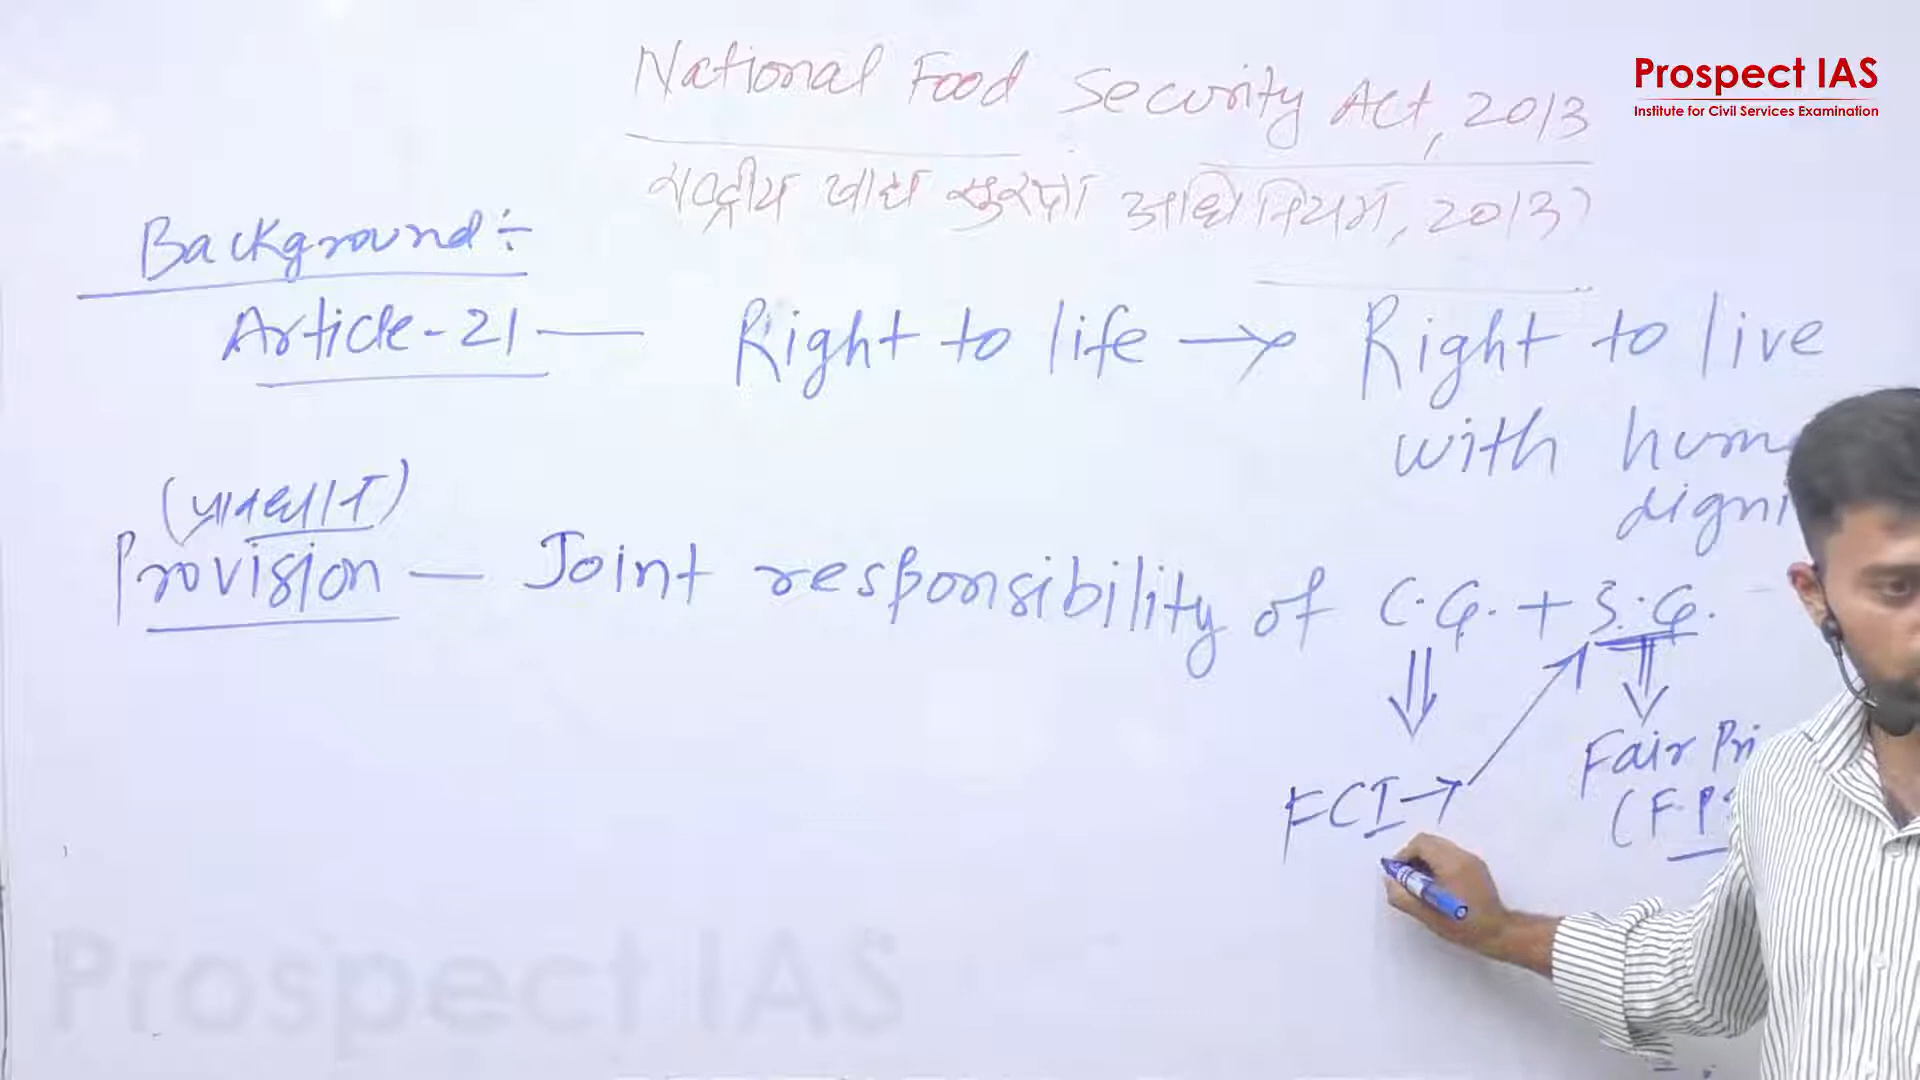 Prospect IAS
Institute for Civil Services Examination
National Food Security Act, 2013
राष्ट्रीय खाद्य सुरक्षा अधिनियम, 2013
Background:
Article-21 — Right to life → Right to live
with
(प्रावधान)
Provision — Joint responsibility of C.G. + S.G.
Fair
FCI →
Prospect IAS